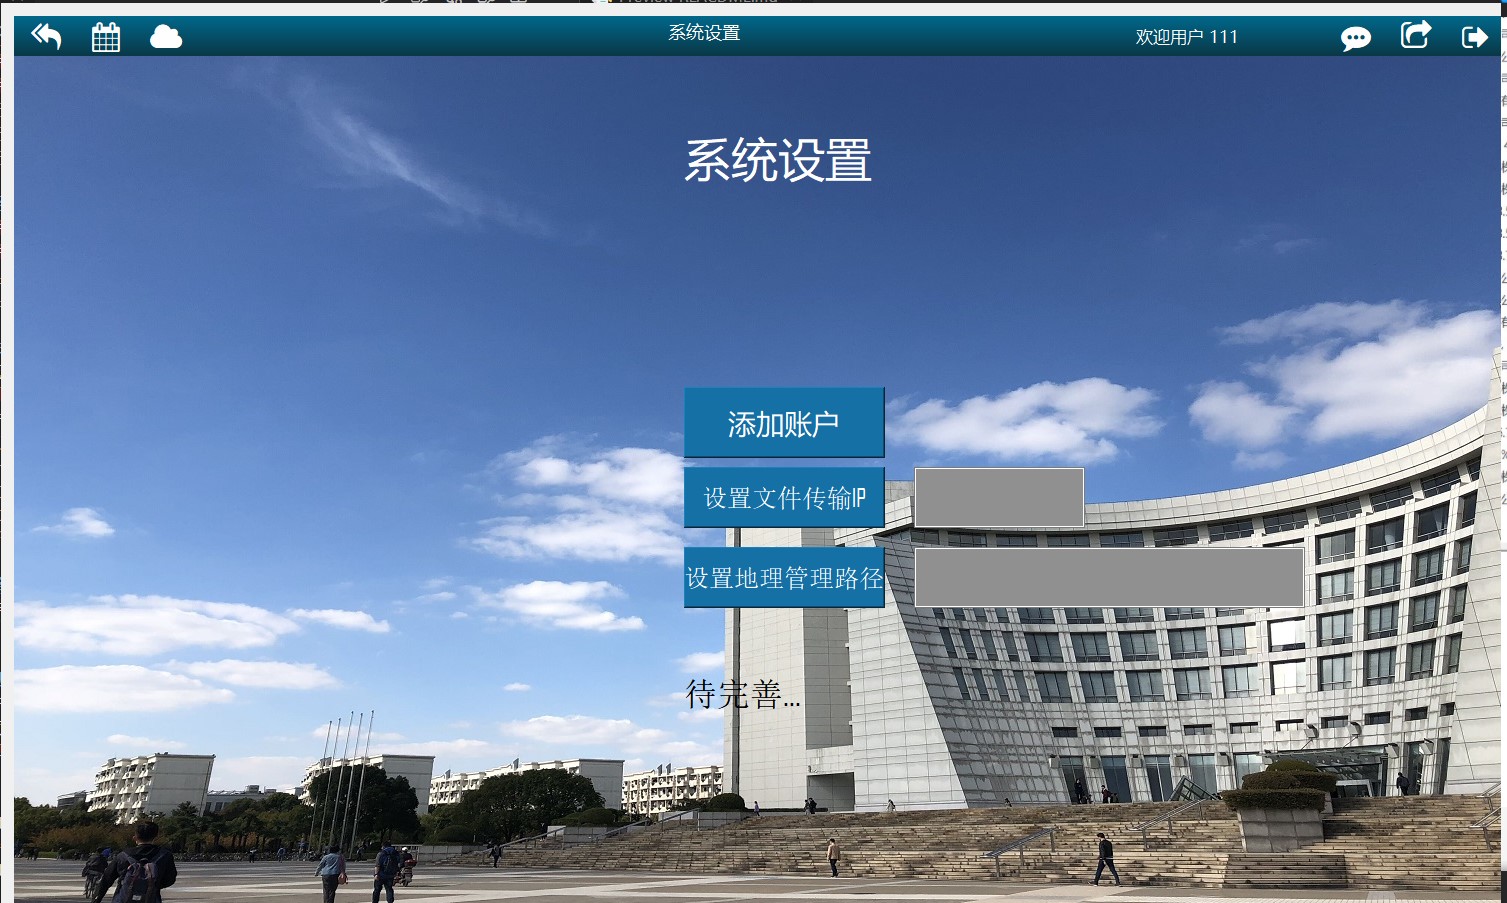 系统设置
欢迎用户 111
系统设置
添加账户
设置文件传输IP
设置地理管理路径
待完善...